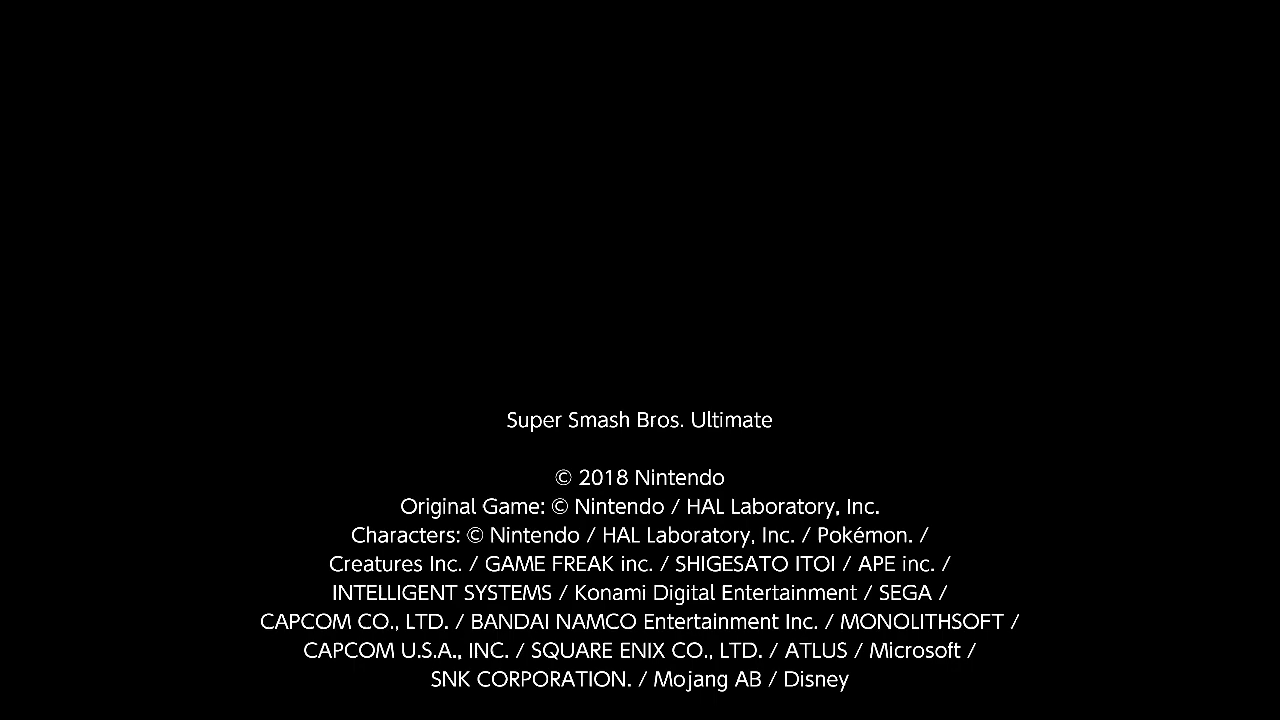 Super Smash Bros. Ultimate
© 2018 Nintendo
Original Game: © Nintendo / HAL Laboratory, Inc.
Characters: © Nintendo / HAL Laboratory, Inc. / Pokémon. /
Creatures Inc. / GAME FREAK inc. / SHIGESATO ITOI / APE inc. /
INTELLIGENT SYSTEMS / Konami Digital Entertainment / SEGA /
CAPCOM CO., LTD. / BANDAI NAMCO Entertainment Inc. / MONOLITHSOFT /
CAPCOM U.S.A., INC. / SQUARE ENIX CO., LTD. / ATLUS / Microsoft /
SNK CORPORATION. / Mojang AB / Disney